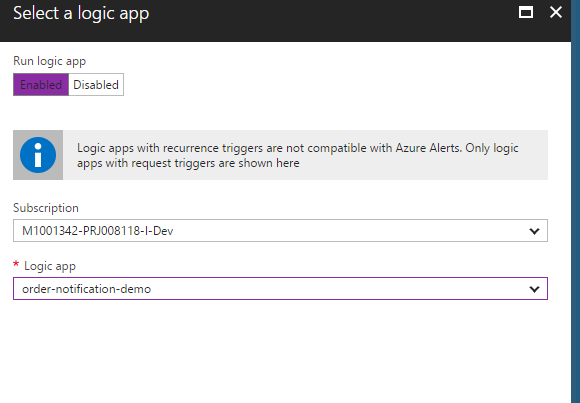 Select a logic app
Run logic app
Enabled Disabled
Logic apps with recurrence triggers are not compatible with Azure Alerts. Only logic
apps with request triggers are shown here
Subscription
M1001342-PRJ008118-I-Dev
* Logic app
order-notification-demo